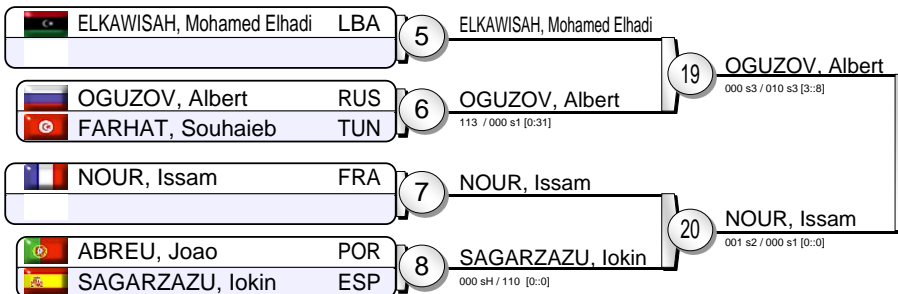 ELKAWISAH, Mohamed Elhadi LBA
5
ELKAWISAH, Mohamed Elhadi
19
OGUZOV, Albert
000 s3 / 010 s3 [3::8]
OGUZOV, Albert RUS
FARHAT, Souhaieb TUN
6
OGUZOV, Albert
113 / 000 s1 [0:31]
NOUR, Issam FRA
7
NOUR, Issam
20
NOUR, Issam
001 s2 / 000 s1 [0::0]
ABREU, Joao POR
SAGARZAZU, Iokin ESP
8
SAGARZAZU, Iokin
000 sH / 110 [0::0]